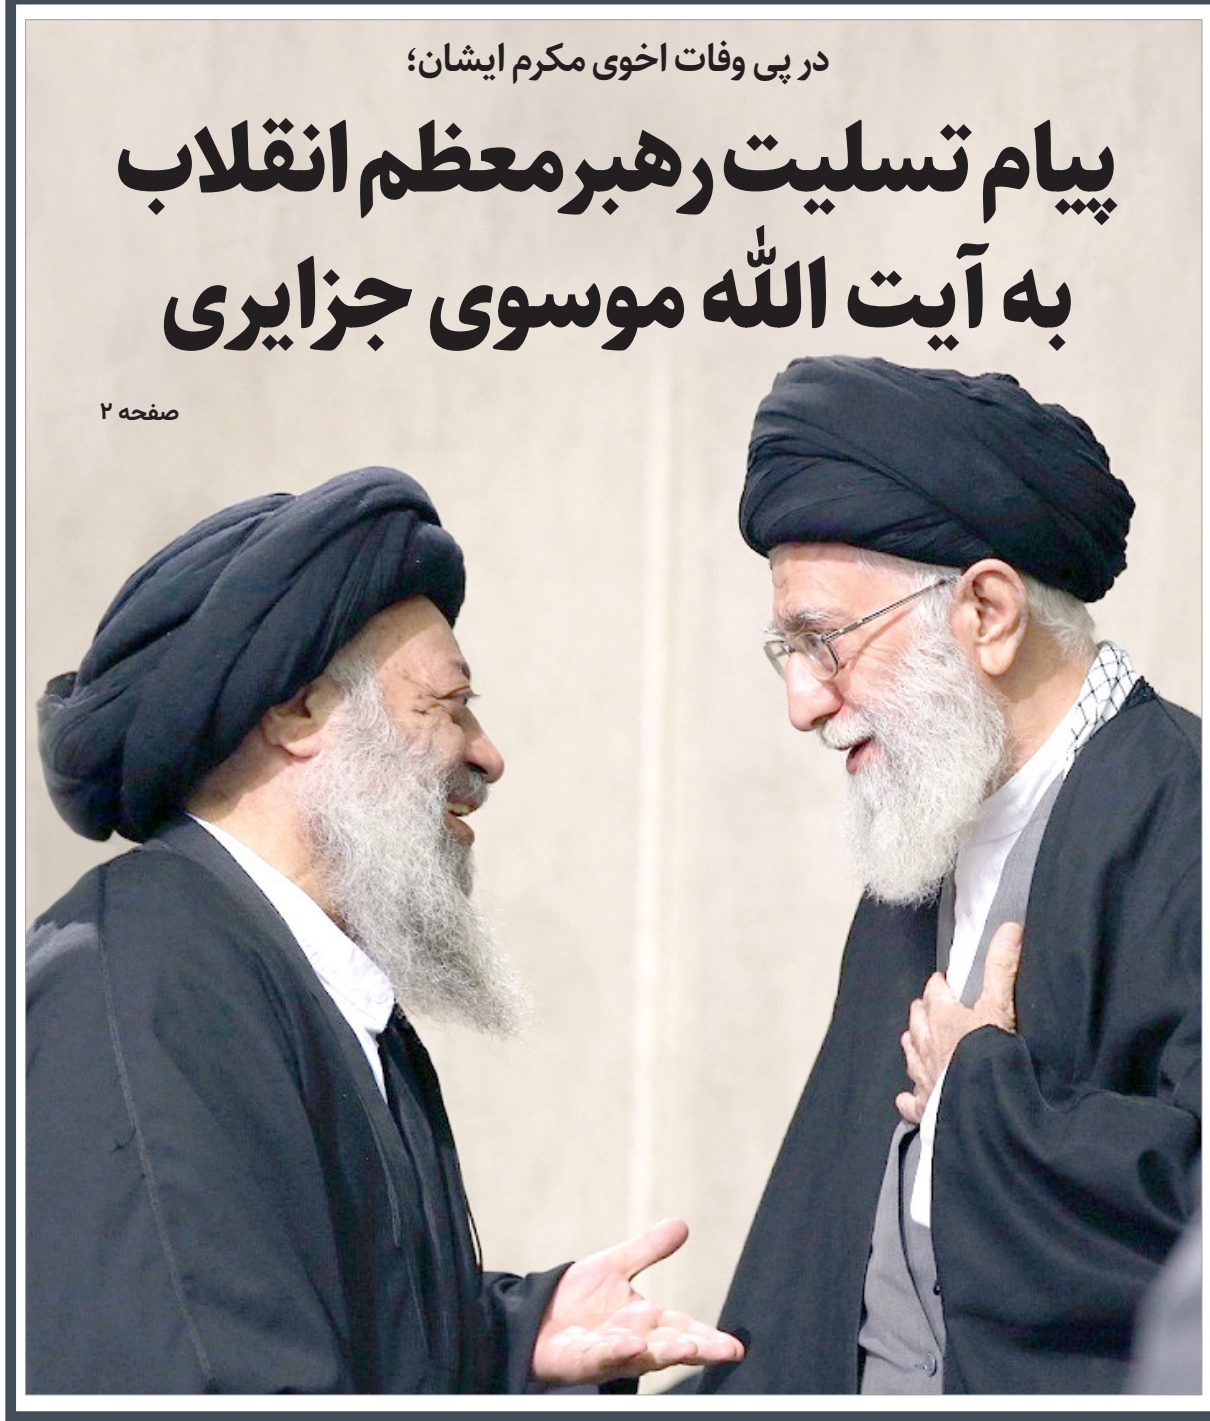 در پی وفات اخوی مکرم ایشان؛
پیام تسلیت رهبر معظم انقلاب
به آیت الله موسوی جزایری
صفحه ۲